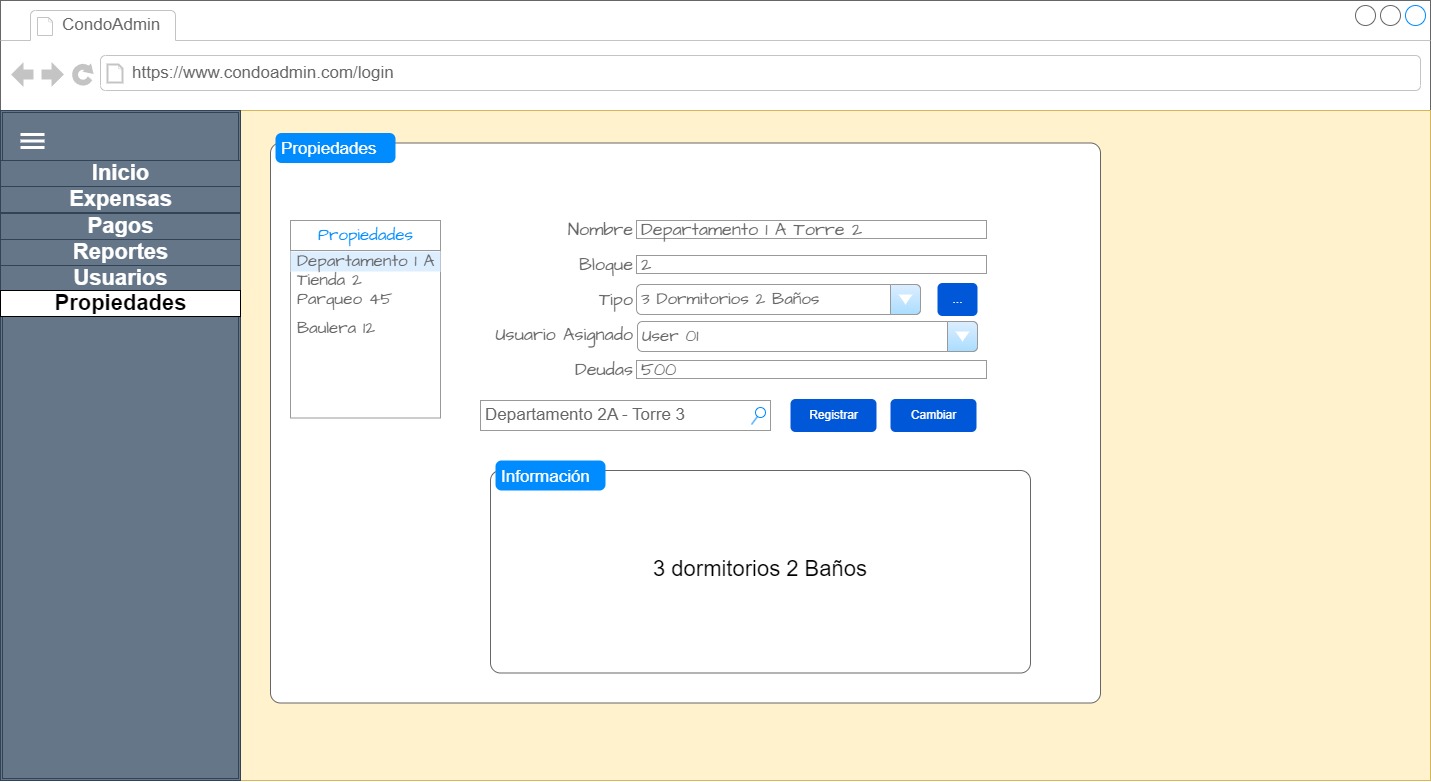 CondoAdmin
https://www.condoadmin.com/login
Inicio
Expensas
Pagos
Reportes
Usuarios
Propiedades
Propiedades
Propiedades
Departamento 1 A
Tienda 2
Parqueo 45
Baulera 12
Nombre Departamento 1 A Torre 2
Bloque 2
Tipo 3 Dormitorios 2 Baños ...
Usuario Asignado User 01
Deudas 500
Departamento 2A - Torre 3 Registrar Cambiar
Información
3 dormitorios 2 Baños